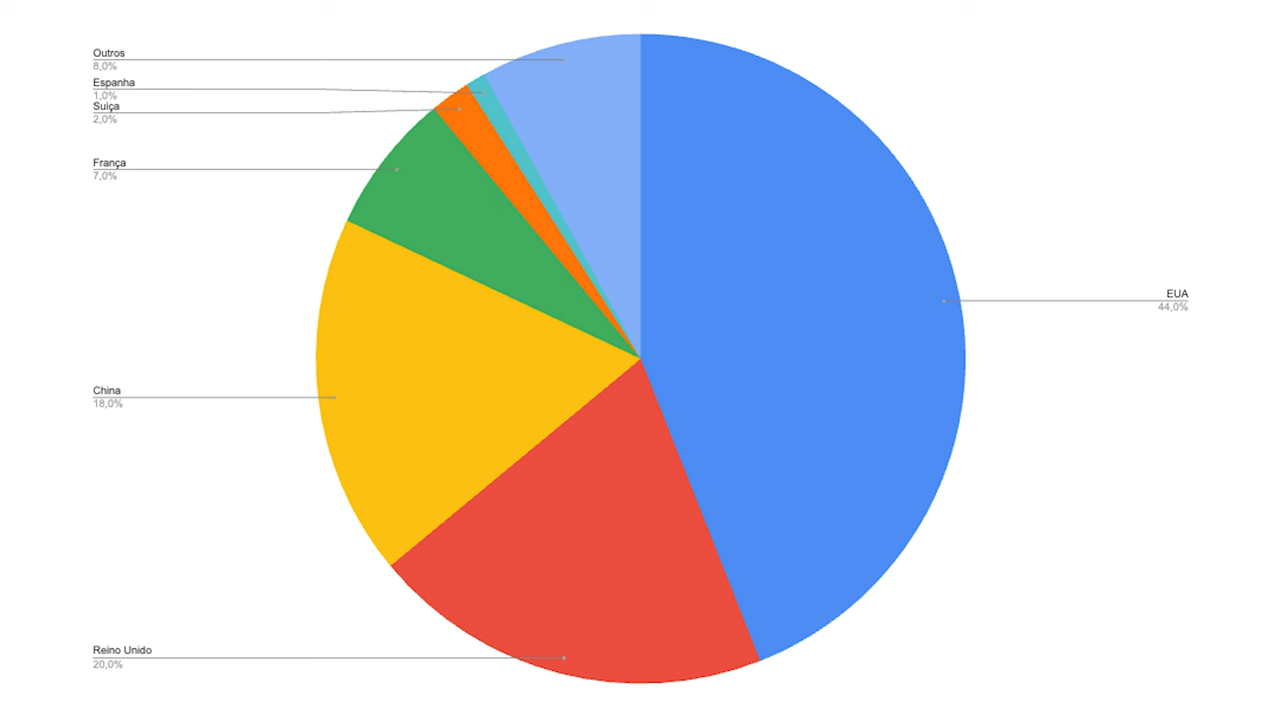 Outros
8,0%
Espanha
1,0%
Suiça
2,0%
França
7,0%
EUA
44,0%
China
18,0%
Reino Unido
20,0%